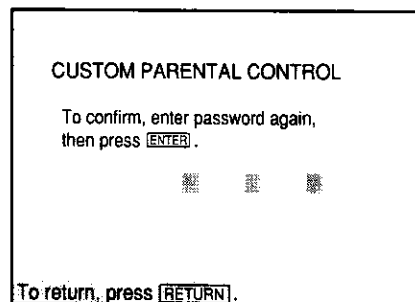 CUSTOM PARENTAL CONTROL
To confirm, enter password again,
then press ENTER.
To return, press RETURN.